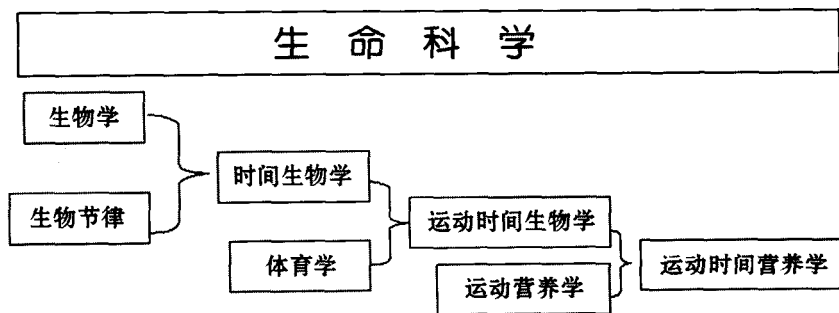 生命科学
生物学
生物节律
时间生物学
体育学
运动时间生物学
运动营养学
运动时间营养学